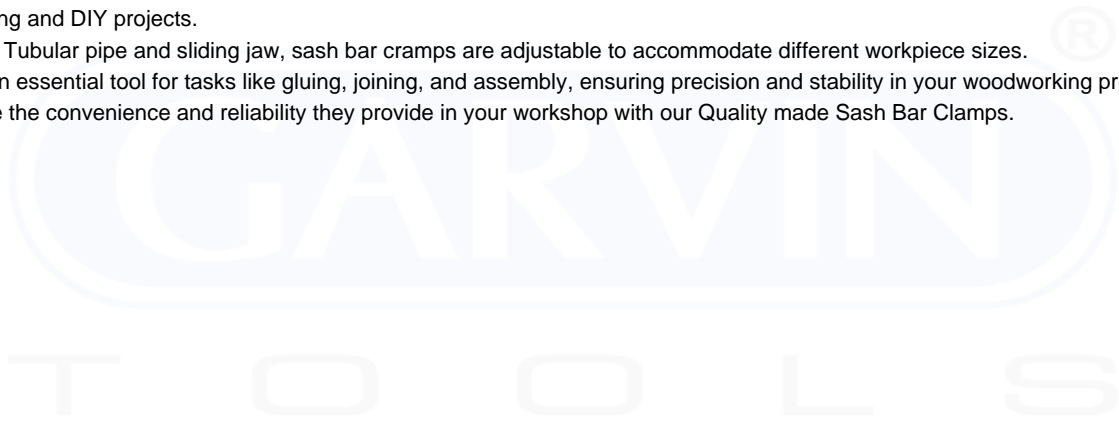 ng and DIY projects.
Tubular pipe and sliding jaw, sash bar cramps are adjustable to accommodate different workpiece sizes.
n essential tool for tasks like gluing, joining, and assembly, ensuring precision and stability in your woodworking pr
e the convenience and reliability they provide in your workshop with our Quality made Sash Bar Clamps.
®
GARVIN
TOOLS